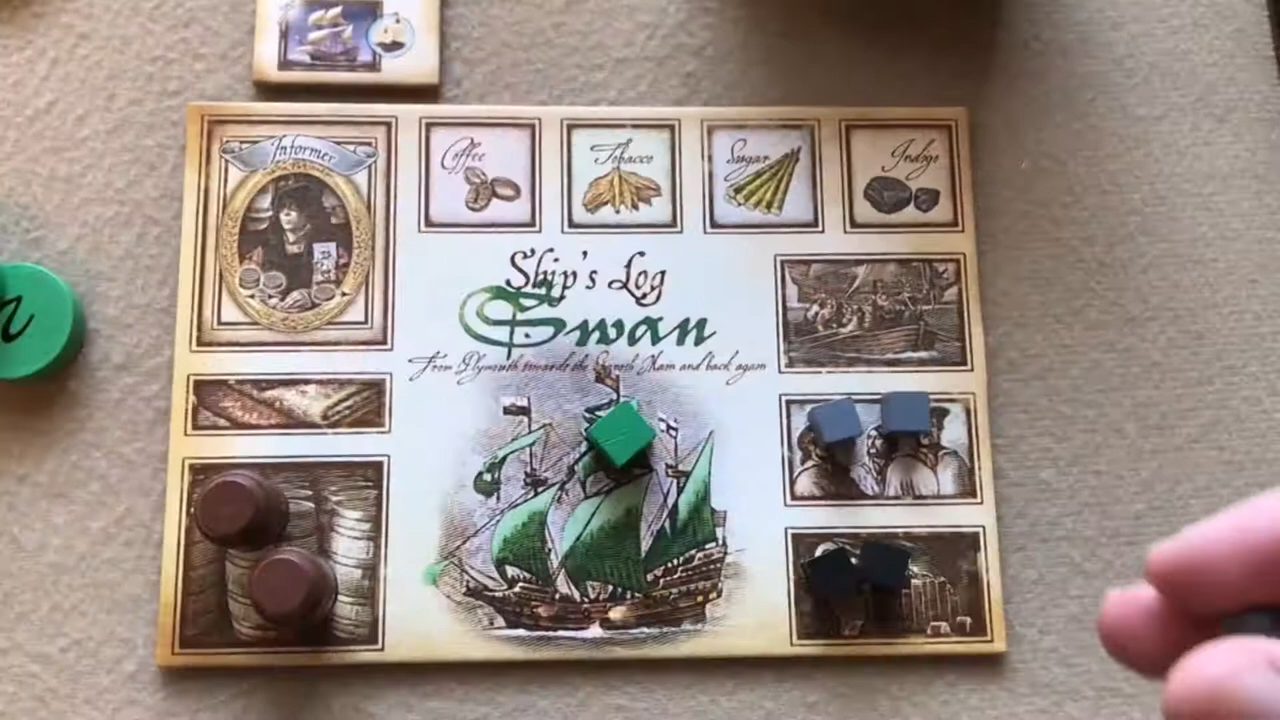 Informer
Coffee
Tobacco
Sugar
Indigo
Ship's Log
Swan
From Plymouth towards the Spanish Main and back again